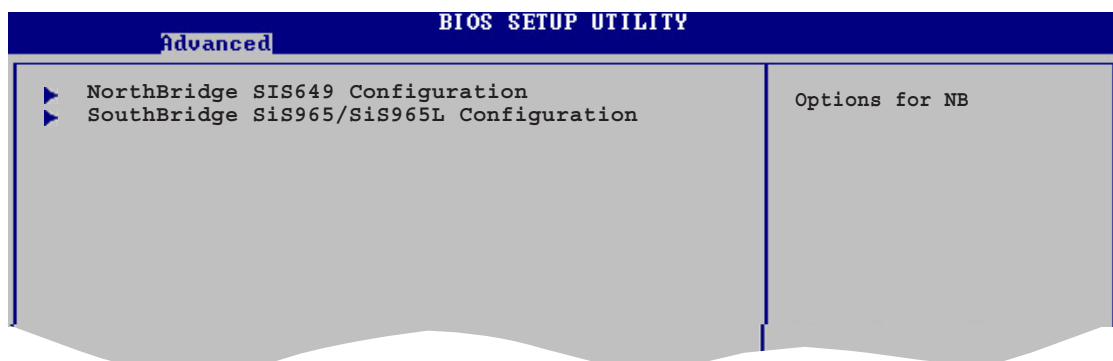 BIOS SETUP UTILITY
Advanced
NorthBridge SIS649 Configuration
SouthBridge SiS965/SiS965L Configuration
Options for NB